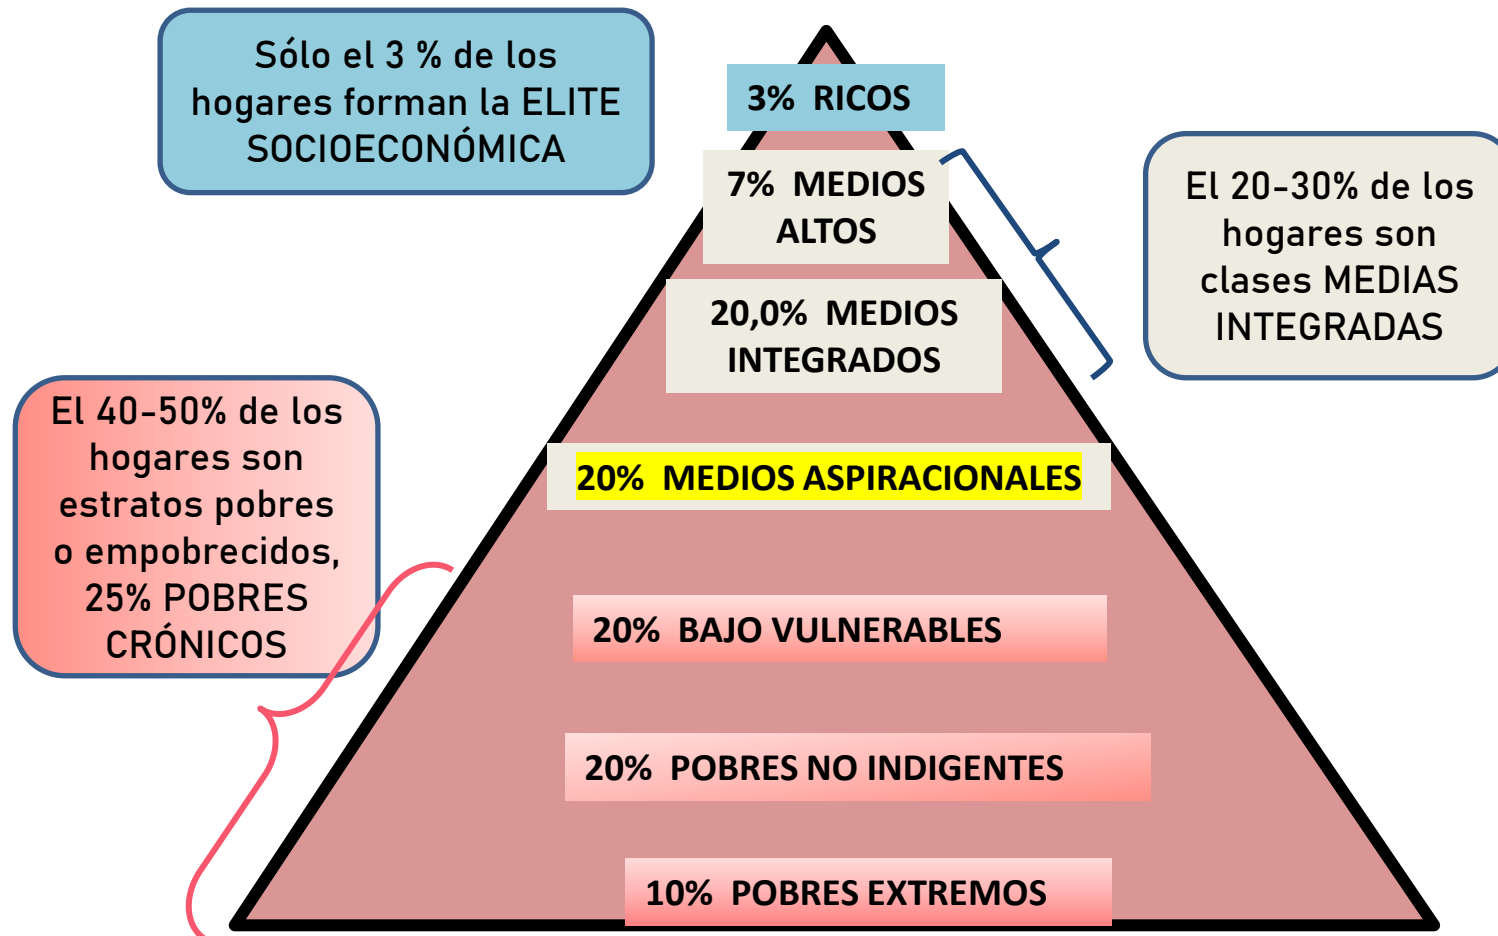 Sólo el 3 % de los
hogares forman la ELITE
SOCIOECONÓMICA
3% RICOS
7% MEDIOS
ALTOS
El 20-30% de los
hogares son
clases MEDIAS
INTEGRADAS
20,0% MEDIOS
INTEGRADOS
El 40-50% de los
hogares son
estratos pobres
o empobrecidos,
25% POBRES
CRÓNICOS
20% MEDIOS ASPIRACIONALES
20% BAJO VULNERABLES
20% POBRES NO INDIGENTES
10% POBRES EXTREMOS